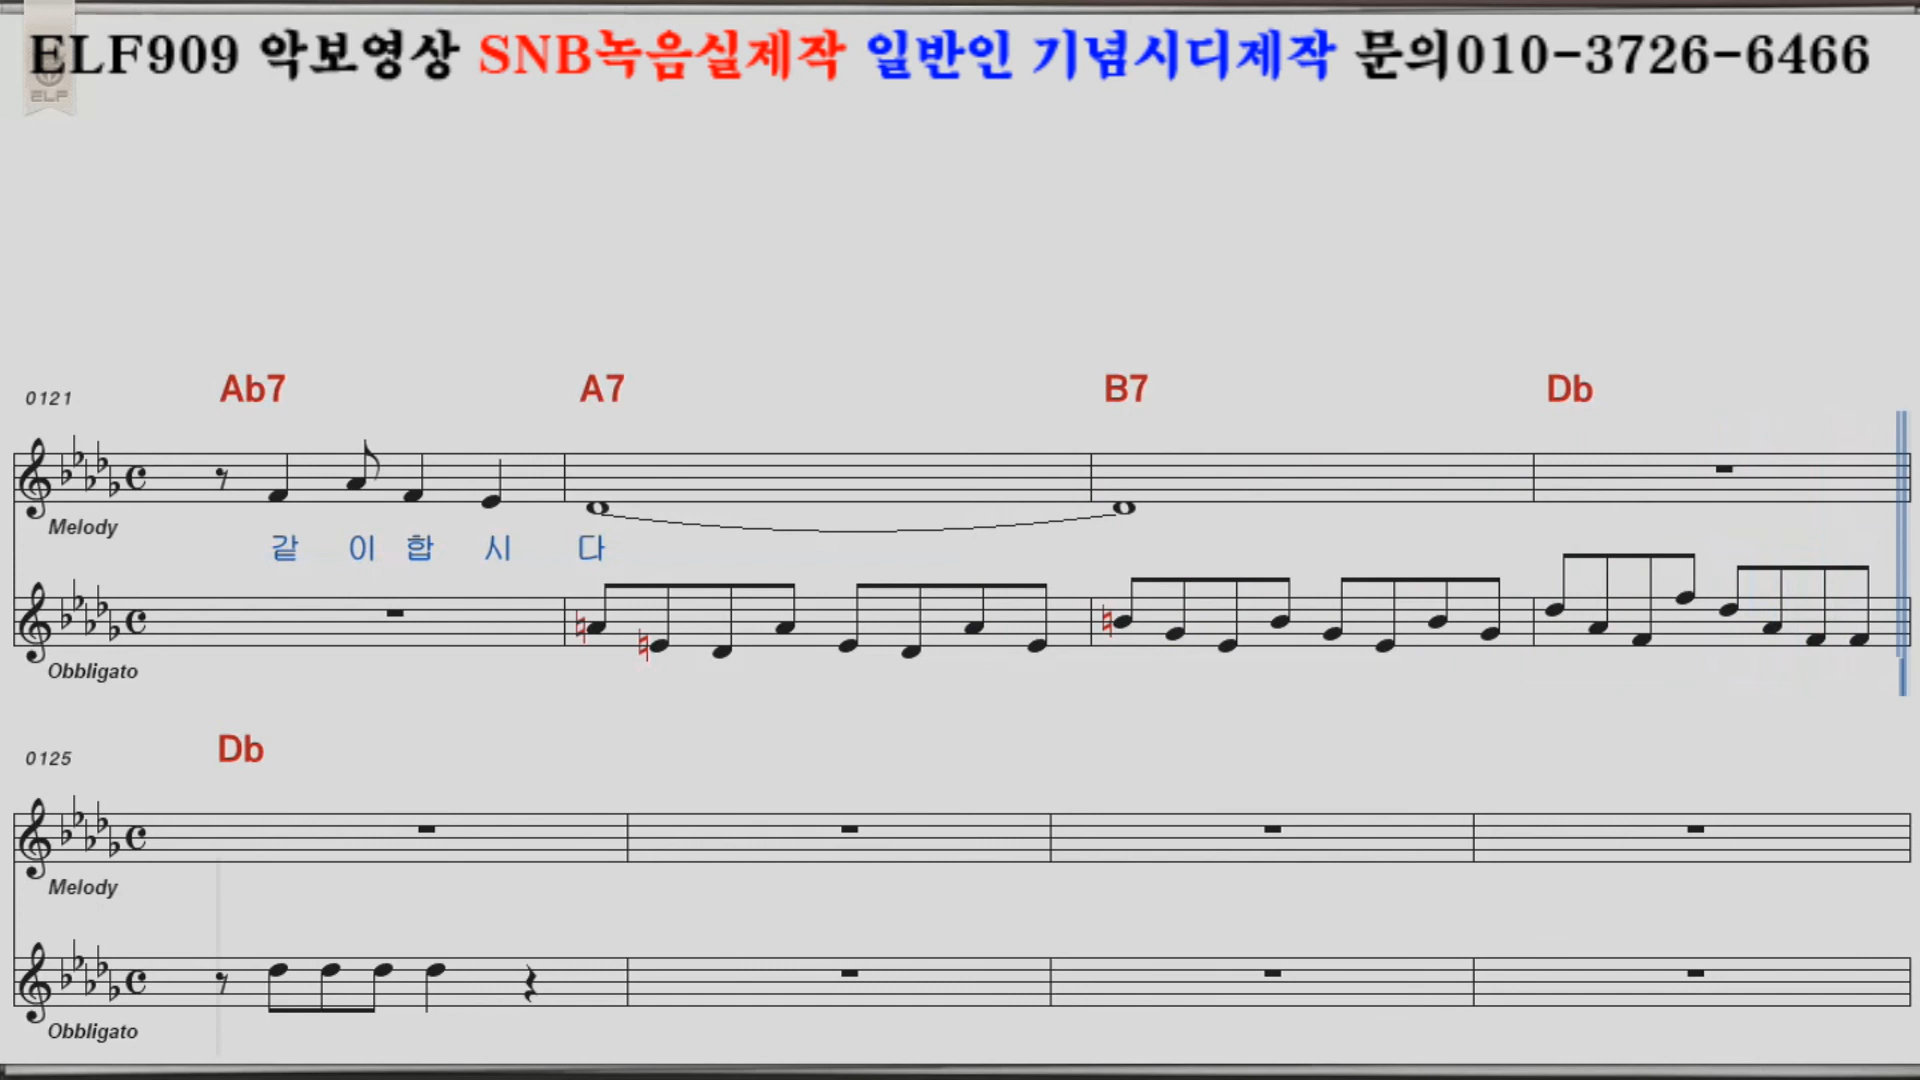 ELF909 악보영상 SNB녹음실제작 일반인 기념시디제작 문의010-3726-6466
ELF
0121 Ab7 A7 B7 Db
Melody
같 이 합 시 다
Obbligato
0125 Db
Melody
Obbligato